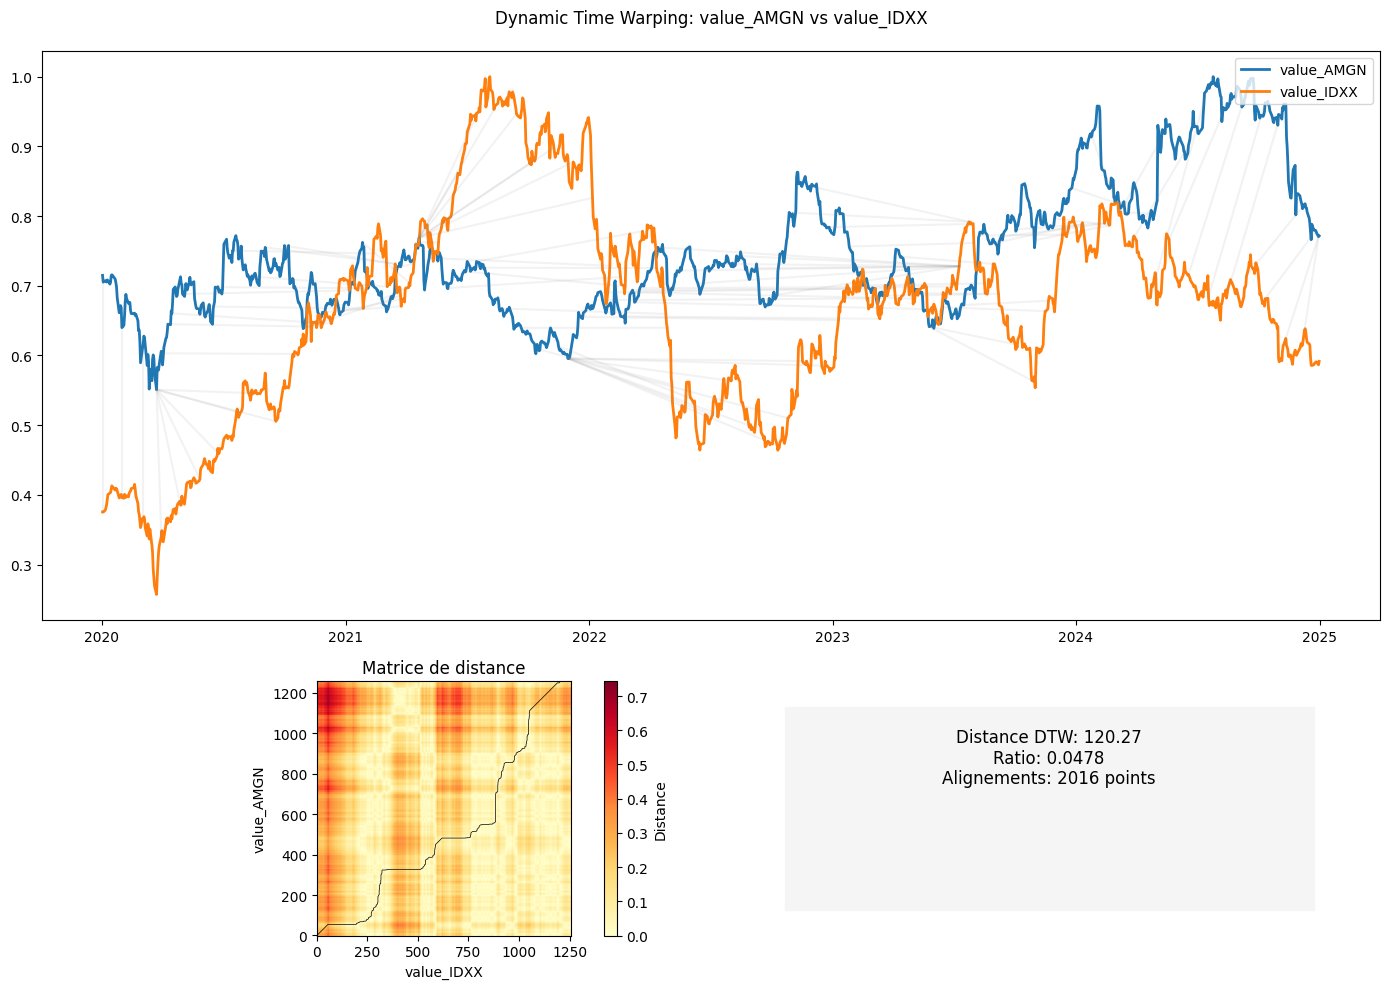 Dynamic Time Warping: value_AMGN vs value_IDXX
value_AMGN
value_IDXX
1.0
0.9
0.8
0.7
0.6
0.5
0.4
0.3
2020 2021 2022 2023 2024 2025
Matrice de distance
value_AMGN
1200
1000
800
600
400
200
0
0 250 500 750 1000 1250
value_IDXX
0.7
0.6
0.5
0.4
0.3
0.2
0.1
0.0
Distance
Distance DTW: 120.27
Ratio: 0.0478
Alignements: 2016 points